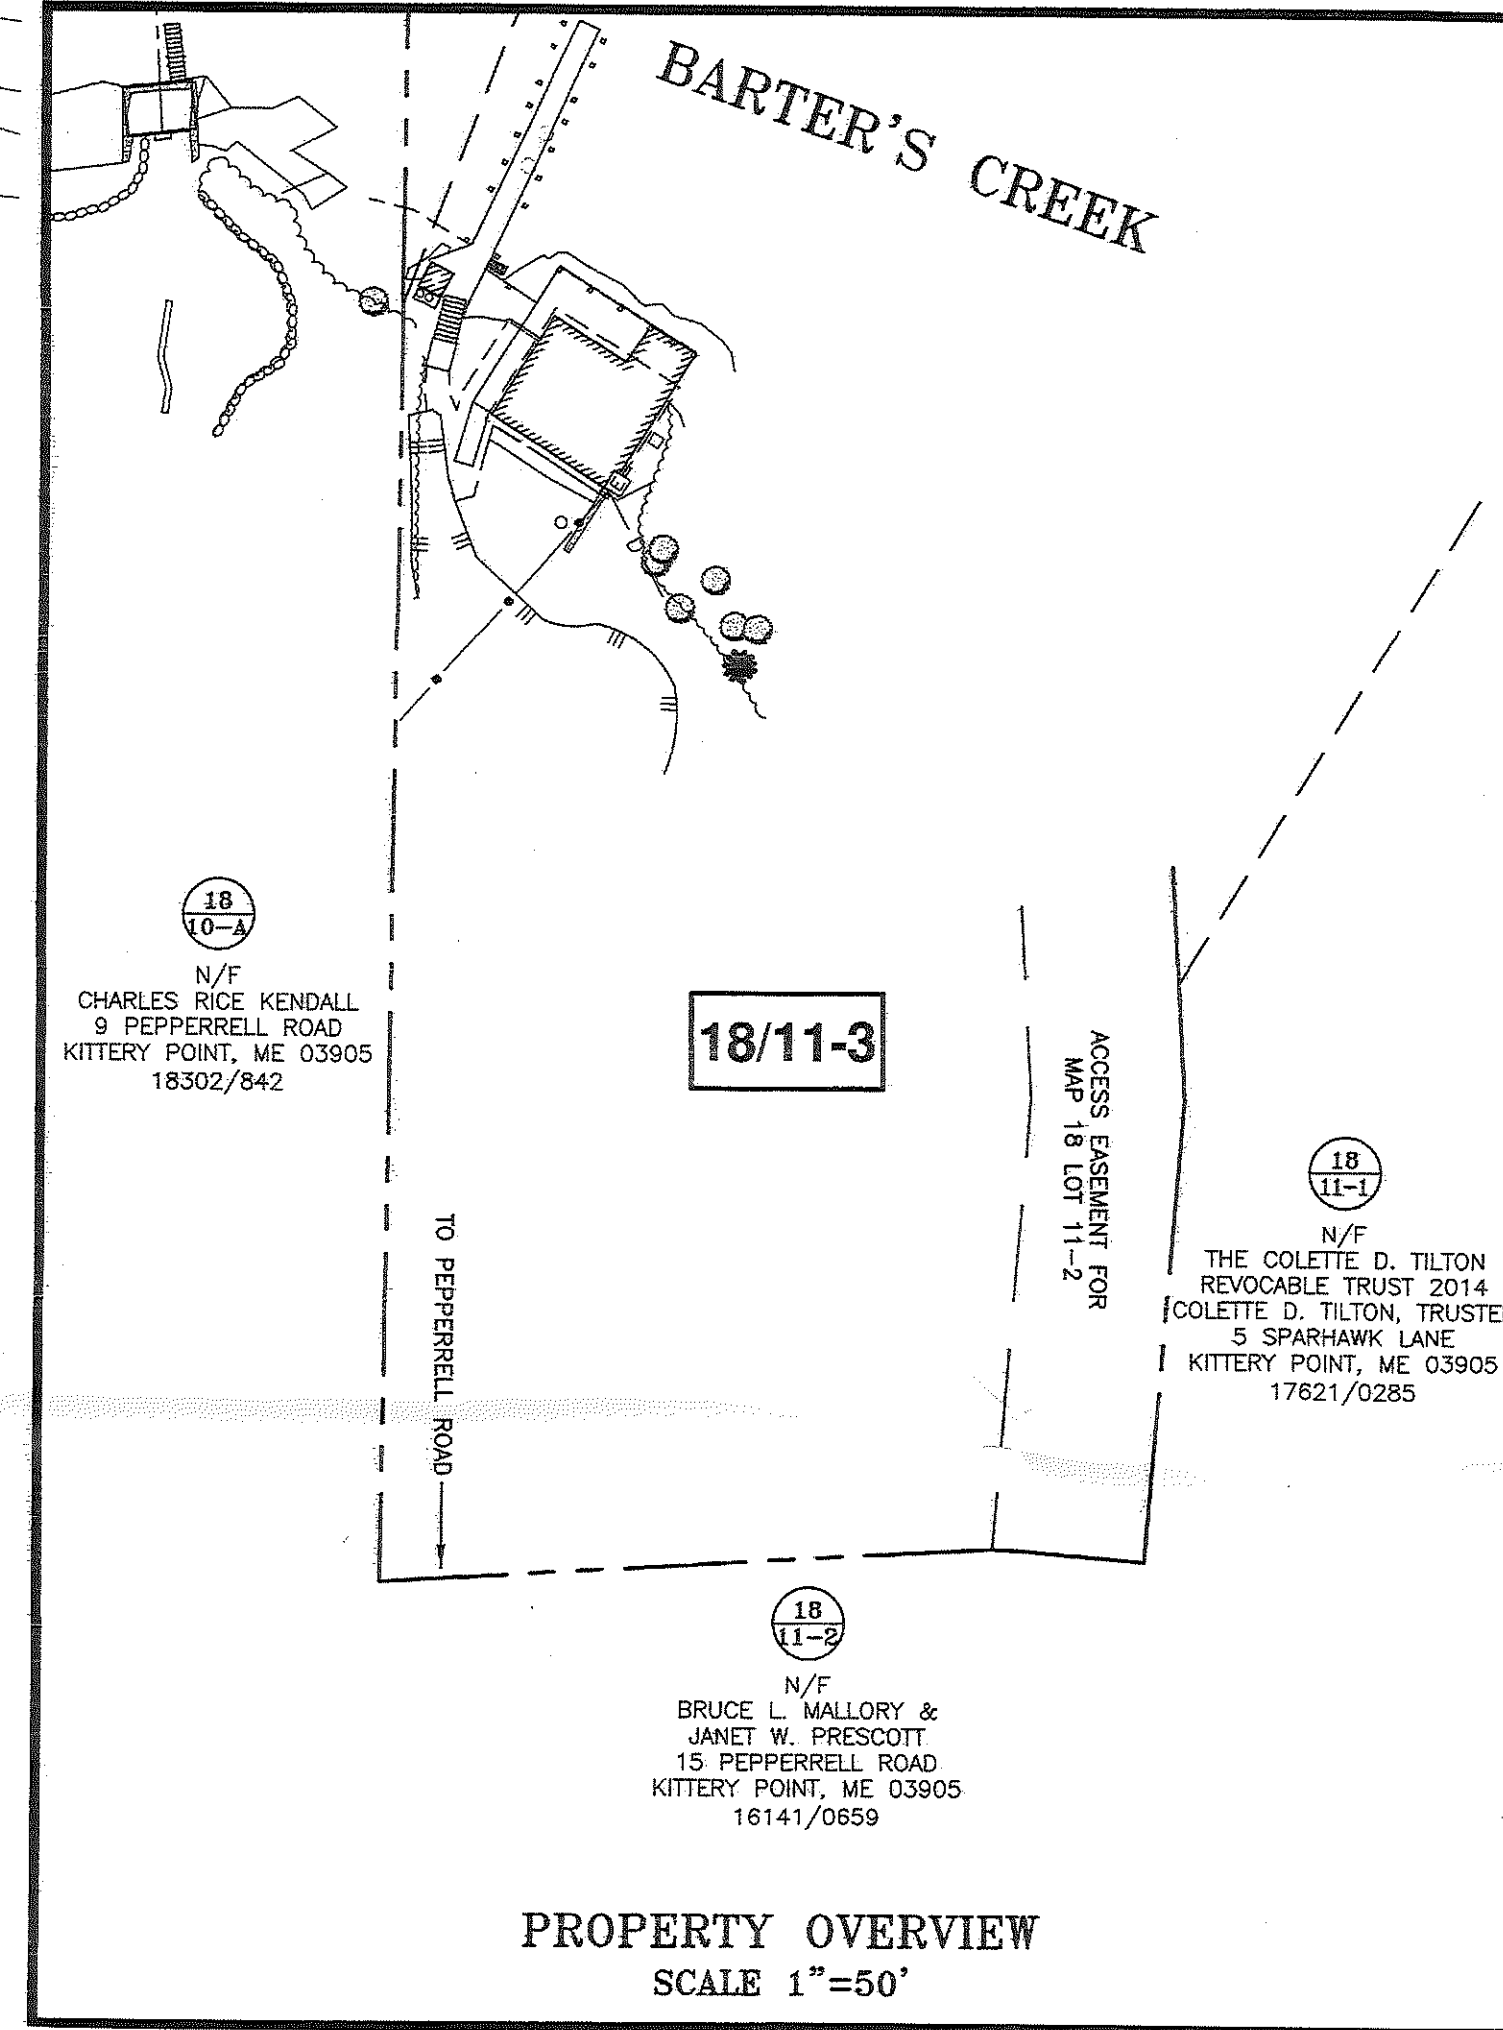 BARTER'S CREEK
E
18
10-A
N/F
CHARLES RICE KENDALL
9 PEPPERRELL ROAD
KITTERY POINT, ME 03905
18302/842
18/11-3
ACCESS EASEMENT FOR
MAP 18 LOT 11-2
TO PEPPERRELL ROAD
18
11-1
N/F
THE COLETTE D. TILTON
REVOCABLE TRUST 2014
COLETTE D. TILTON, TRUSTE
5 SPARHAWK LANE
KITTERY POINT, ME 03905
17621/0285
18
11-2
N/F
BRUCE L. MALLORY &
JANET W. PRESCOTT
15 PEPPERRELL ROAD
KITTERY POINT, ME 03905
16141/0659
PROPERTY OVERVIEW
SCALE 1"=50'